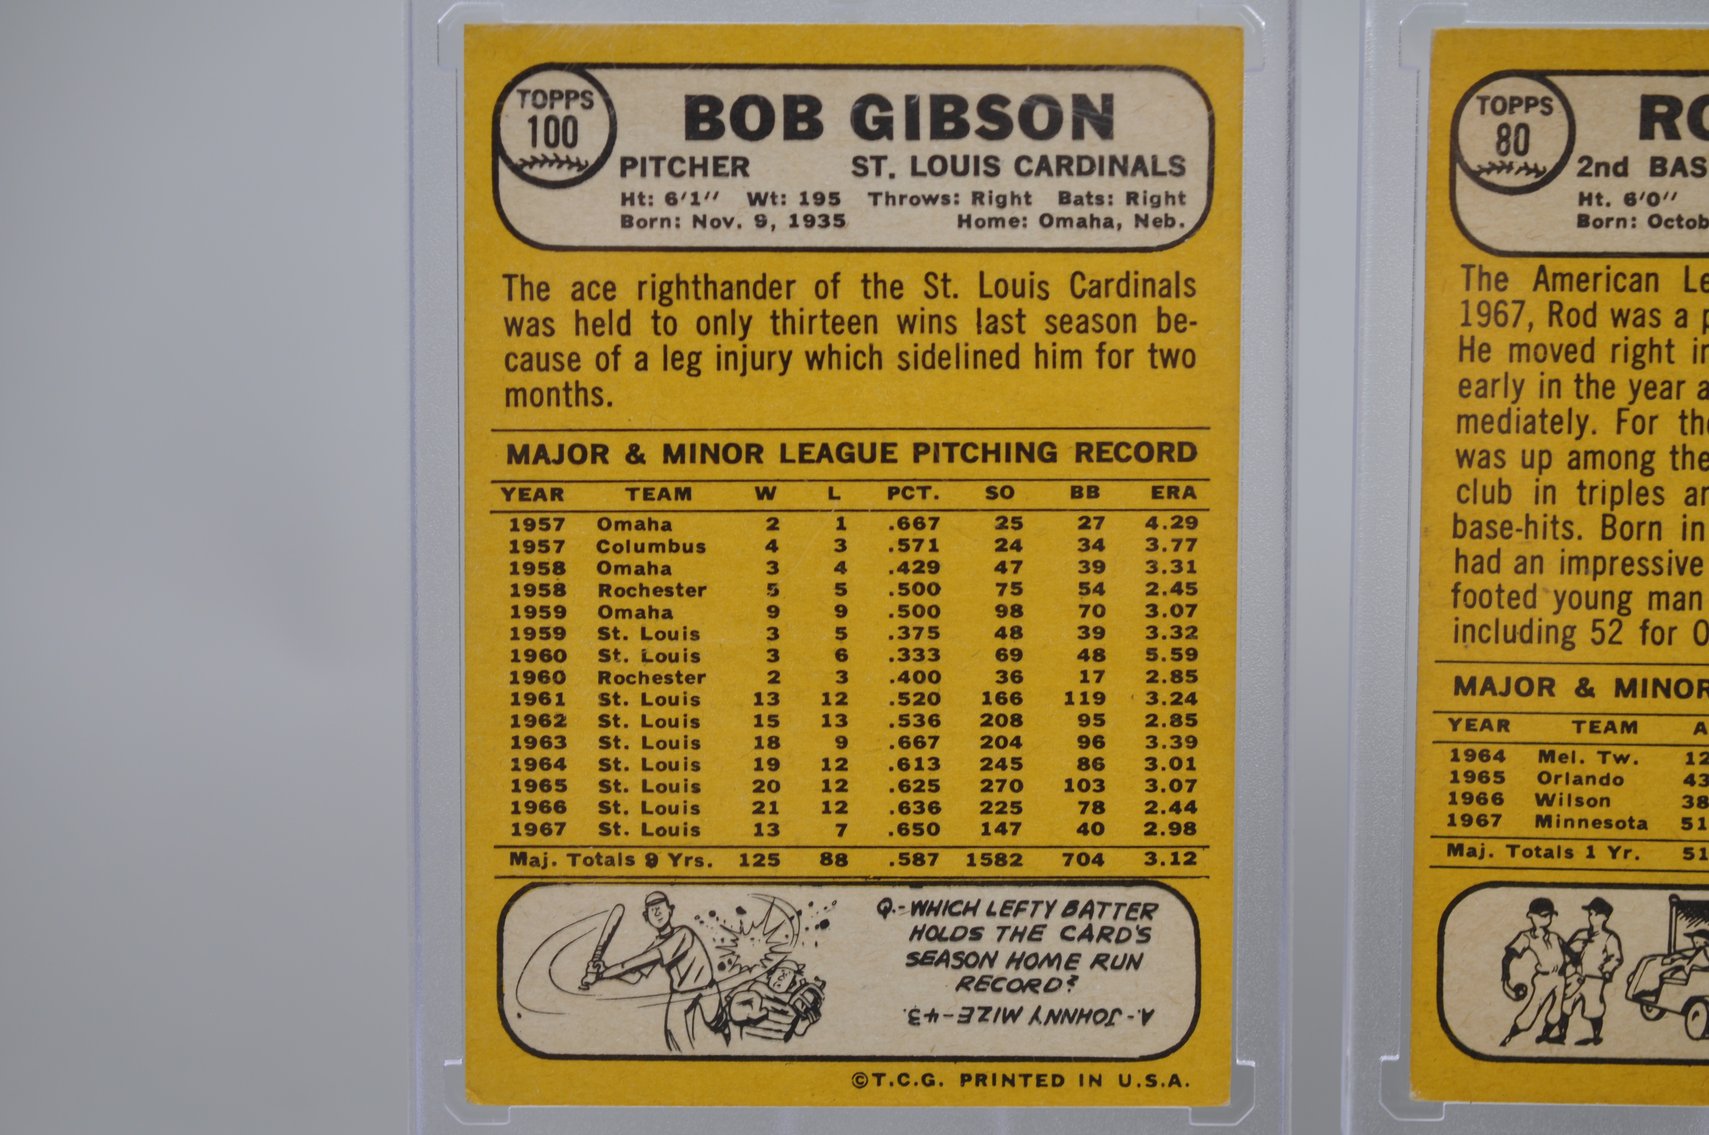 TOPPS
100
BOB GIBSON
PITCHER ST. LOUIS CARDINALS
Ht: 6'1" Wt: 195 Throws: Right Bats: Right
Born: Nov. 9, 1935 Home: Omaha, Neb.
The ace righthander of the St. Louis Cardinals
was held to only thirteen wins last season be-
cause of a leg injury which sidelined him for two
months.
MAJOR & MINOR LEAGUE PITCHING RECORD
YEAR TEAM W L PCT. SO BB ERA
1957 Omaha 2 1 .667 25 27 4.29
1957 Columbus 4 3 .571 24 34 3.77
1958 Omaha 3 4 .429 47 39 3.31
1958 Rochester 5 5 .500 75 54 2.45
1959 Omaha 9 9 .500 98 70 3.07
1959 St. Louis 3 5 .375 48 39 3.32
1960 St. Louis 3 6 .333 69 48 5.59
1960 Rochester 2 3 .400 36 17 2.85
1961 St. Louis 13 12 .520 166 119 3.24
1962 St. Louis 15 13 .536 208 95 2.85
1963 St. Louis 18 9 .667 204 96 3.39
1964 St. Louis 19 12 .613 245 86 3.01
1965 St. Louis 20 12 .625 270 103 3.07
1966 St. Louis 21 12 .636 225 78 2.44
1967 St. Louis 13 7 .650 147 40 2.98
Maj. Totals 9 Yrs. 125 88 .587 1582 704 3.12
Q.-WHICH LEFTY BATTER
HOLDS THE CARD'S
SEASON HOME RUN
RECORD?
A.-JOHNNY MIZE-43.
©T.C.G. PRINTED IN U.S.A.
TOPPS
80
RO
2nd BAS
Ht. 6'0"
Born: Octob
The American Le
1967, Rod was a p
He moved right in
early in the year a
mediately. For the
was up among the
club in triples an
base-hits. Born in
had an impressive
footed young man
including 52 for O
MAJOR & MINOR
YEAR TEAM A
1964 Mel. Tw. 12
1965 Orlando 43
1966 Wilson 38
1967 Minnesota 51
Maj. Totals 1 Yr. 51